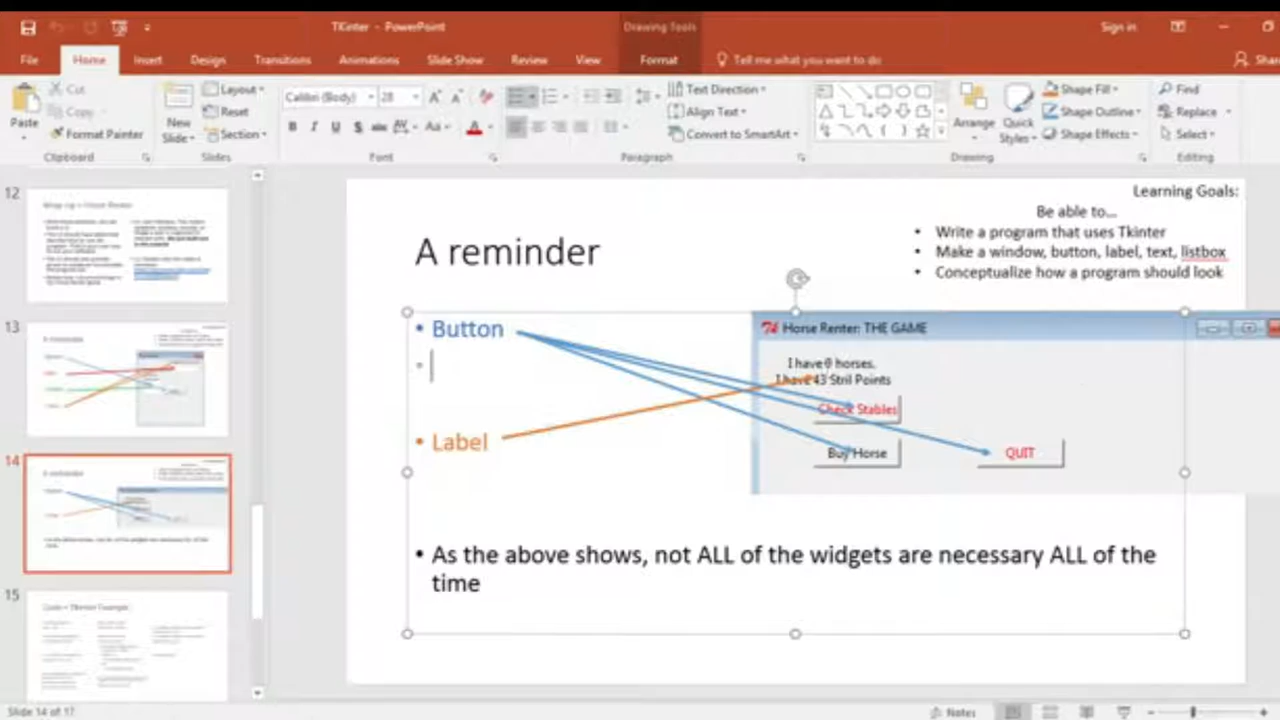 TKinter - PowerPoint
Drawing Tools
Sign in
File
Home
Insert
Design
Transitions
Animations
Slide Show
Review
View
Format
Tell me what you want to do
Paste
Cut
Copy
Format Painter
Clipboard
New
Slide
Layout
Reset
Section
Slides
Calibri (Body)
28
Font
Text Direction
Align Text
Convert to SmartArt
Paragraph
Arrange
Quick
Styles
Shape Fill
Shape Outline
Shape Effects
Drawing
Find
Replace
Select
Editing
12
13
14
15
Learning Goals:
Be able to...
• Write a program that uses Tkinter
• Make a window, button, label, text, listbox
• Conceptualize how a program should look
A reminder
• Button
• Label
Horse Renter: THE GAME
I have 0 horses.
I have 43 Stril Points
Check Stables
Buy Horse
QUIT
• As the above shows, not ALL of the widgets are necessary ALL of the
time
Slide 14 of 17
Notes